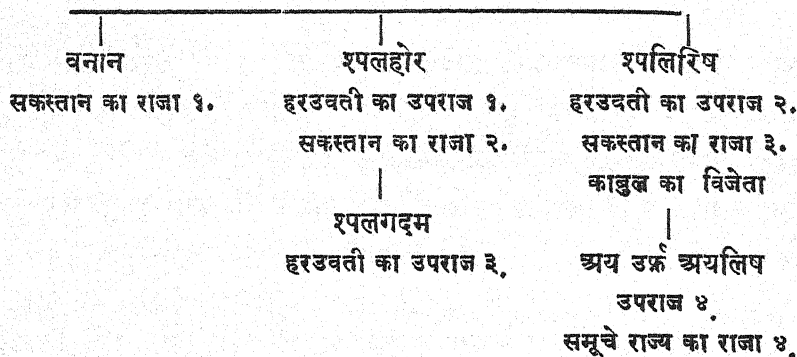 वनान श्पलहोर श्पलिरिष
सकस्तान का राजा १. हरउवती का उपराज १. हरउवती का उपराज २.
सकस्तान का राजा २. सकस्तान का राजा ३.
काबुल का विजेता
श्पलगदम
हरउवती का उपराज ३. अय उर्फ़ अयलिष
उपराज ४.
समूचे राज्य का राजा ४.